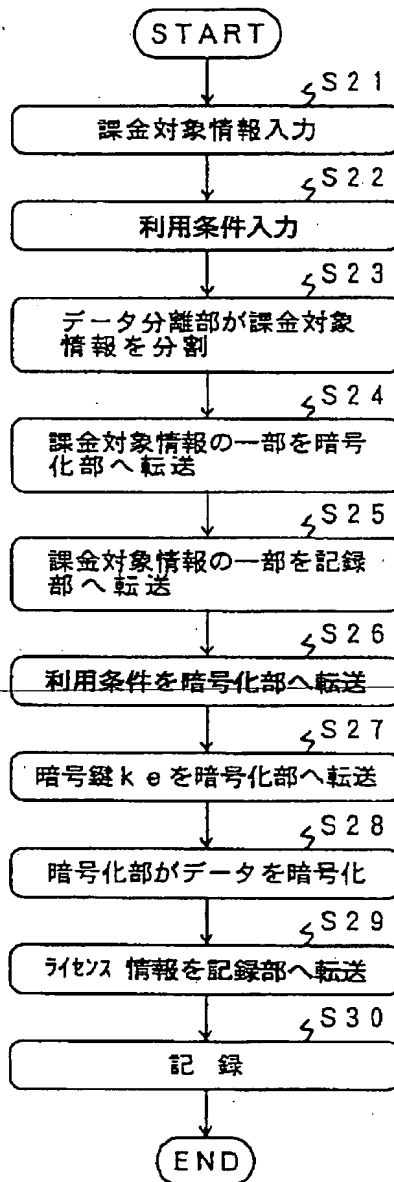 START
S21
課金対象情報入力
S22
利用条件入力
S23
データ分離部が課金対象
情報を分割
S24
課金対象情報の一部を暗号
化部へ転送
S25
課金対象情報の一部を記録
部へ転送
S26
利用条件を暗号化部へ転送
S27
暗号鍵keを暗号化部へ転送
S28
暗号化部がデータを暗号化
S29
ライセンス 情報を記録部へ転送
S30
記 録
END